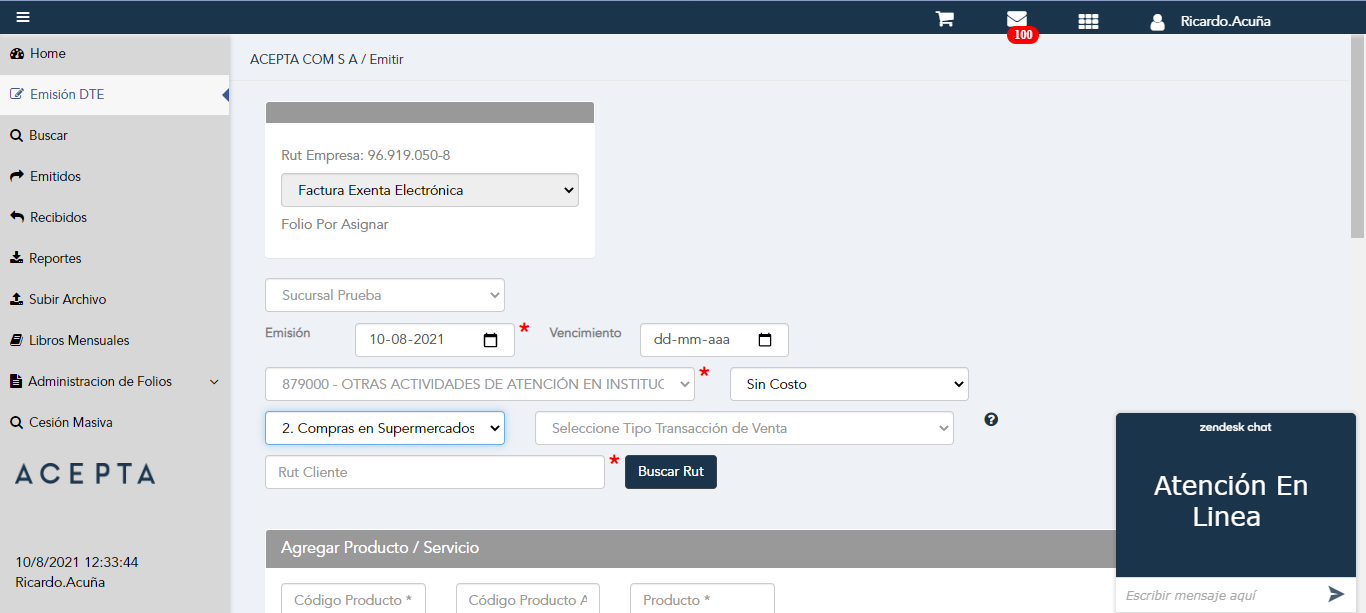 100
Ricardo.Acuña
Home
Emisión DTE
Buscar
Emitidos
Recibidos
Reportes
Subir Archivo
Libros Mensuales
Administracion de Folios
Cesión Masiva
ACEPTA
10/8/2021 12:33:44
Ricardo.Acuña
ACEPTA COM S A / Emitir
Rut Empresa: 96.919.050-8
Factura Exenta Electrónica
Folio Por Asignar
Sucursal Prueba
Emisión 10-08-2021 * Vencimiento dd-mm-aaa
879000 - OTRAS ACTIVIDADES DE ATENCIÓN EN INSTITUC * Sin Costo
2. Compras en Supermercados Seleccione Tipo Transacción de Venta ?
Rut Cliente * Buscar Rut
Agregar Producto / Servicio
Código Producto * Código Producto A Producto *
zendesk chat
Atención En
Linea
Escribir mensaje aquí